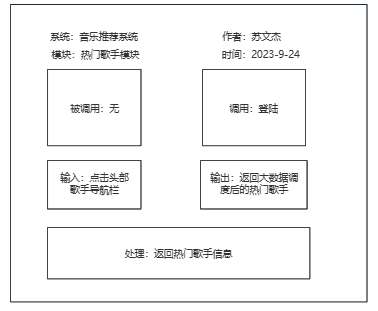 系统：音乐推荐系统
作者：苏文杰
模块：热门歌手模块
时间：2023-9-24
被调用：无
调用：登陆
输入：点击头部
歌手导航栏
输出：返回大数据调
度后的热门歌手
处理：返回热门歌手信息